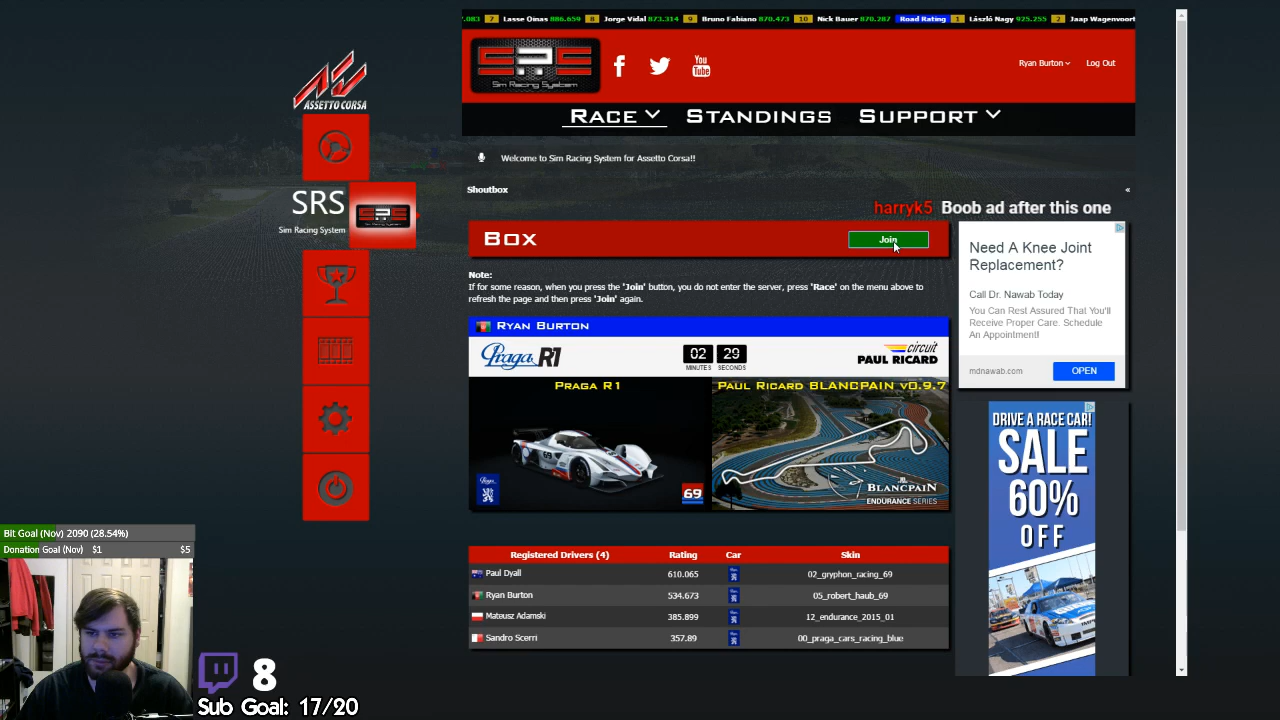 .083 7 Lasse Oinas 886.659 8 Jorge Vidal 873.314 9 Bruno Fabiano 870.473 10 Nick Bauer 870.287 Road Rating 1 László Nagy 925.255 2 Jaap Wagenvoort
Sim Racing System
You Tube
Ryan Burton
Log Out
ASSETTO CORSA
RACE STANDINGS SUPPORT
Welcome to Sim Racing System for Assetto Corsa!!
Shoutbox «
SRS
Sim Racing System
harryk5 Boob ad after this one
BOX
Join
Note:
If for some reason, when you press the 'Join' button, you do not enter the server, press 'Race' on the menu above to
refresh the page and then press 'Join' again.
RYAN BURTON
Praga R1
02 29
MINUTES SECONDS
circuit
PAUL RICARD
PRAGA R1
PAUL RICARD BLANCPAIN V0.9.7
69
69
BLANCPAIN
ENDURANCE SERIES
Need A Knee Joint
Replacement?
Call Dr. Nawab Today
You Can Rest Assured That You'll
Receive Proper Care. Schedule
An Appointment!
mdnawab.com
OPEN
DRIVE A RACE CAR!
SALE
60%
OFF
Registered Drivers (4) Rating Car Skin
Paul Dyall 610.065 02_gryphon_racing_69
Ryan Burton 534.673 05_robert_haub_69
Mateusz Adamski 385.899 12_endurance_2015_01
Sandro Scerri 357.89 00_praga_cars_racing_blue
Bit Goal (Nov) 2090 (28.54%)
Donation Goal (Nov) $1 $5
8
Sub Goal: 17/20